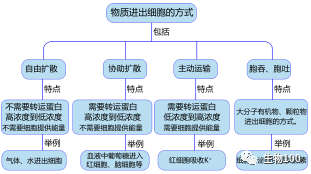 物质进出细胞的方式
包括
自由扩散
协助扩散
主动运输
胞吞、胞吐
特点
特点
特点
特点
不需要转运蛋白
高浓度到低浓度
不需要细胞提供能量
需要转运蛋白
高浓度到低浓度
不需要细胞提供能量
需要转运蛋白
低浓度到高浓度
需要细胞提供能量
大分子有机物、颗粒物
进出细胞的方式。
举例
举例
举例
举例
气体、水进出细胞
血液中葡萄糖进入
红细胞、脑细胞等
红细胞吸收K⁺
生物100